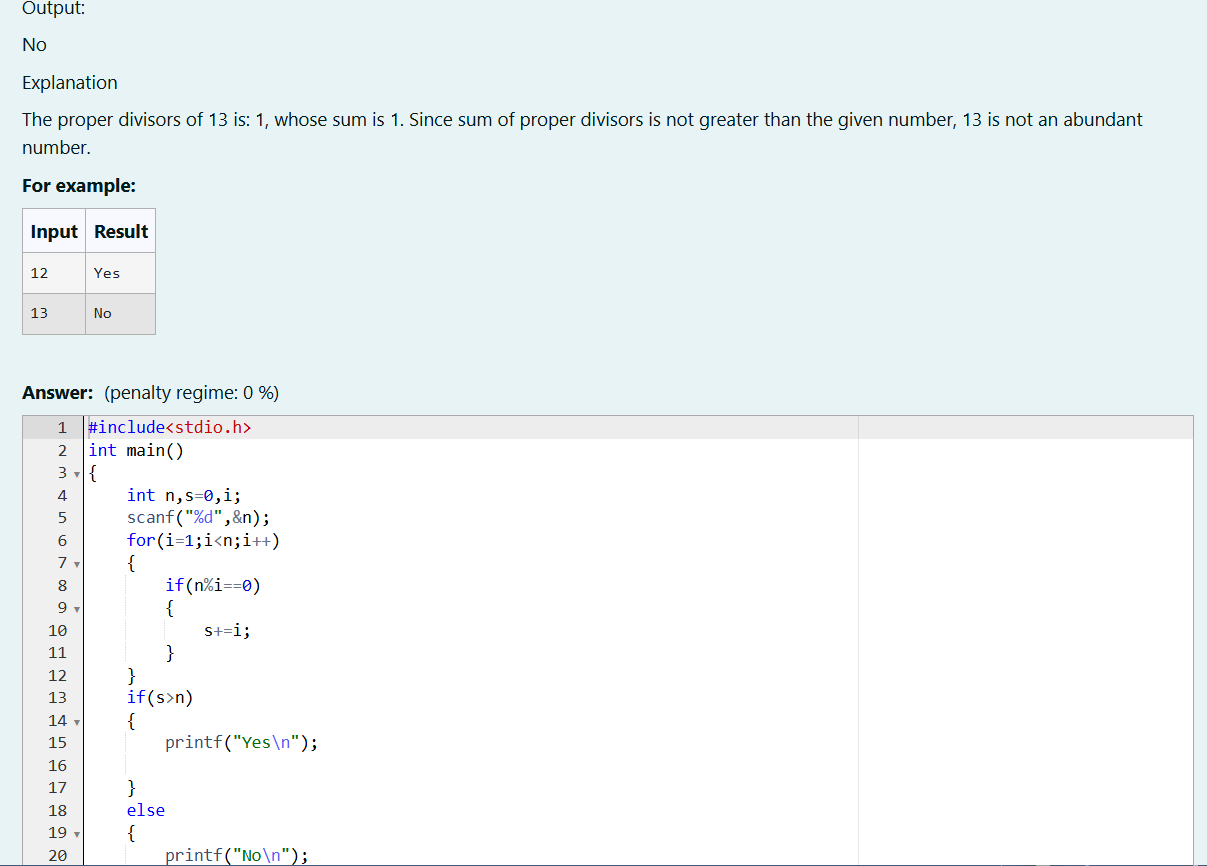 Output:
No
Explanation
The proper divisors of 13 is: 1, whose sum is 1. Since sum of proper divisors is not greater than the given number, 13 is not an abundant
number.
For example:
Input Result
12 Yes
13 No
Answer: (penalty regime: 0 %)
1 #include<stdio.h>
2 int main()
3 {
4 int n,s=0,i;
5 scanf("%d",&n);
6 for(i=1;i<n;i++)
7 {
8 if(n%i==0)
9 {
10 s+=i;
11 }
12 }
13 if(s>n)
14 {
15 printf("Yes\n");
16
17 }
18 else
19 {
20 printf("No\n");